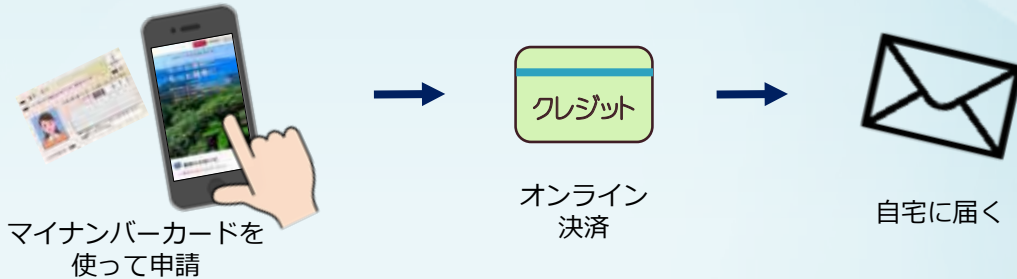 マイナンバーカードを
使って申請
クレジット
オンライン
決済
自宅に届く